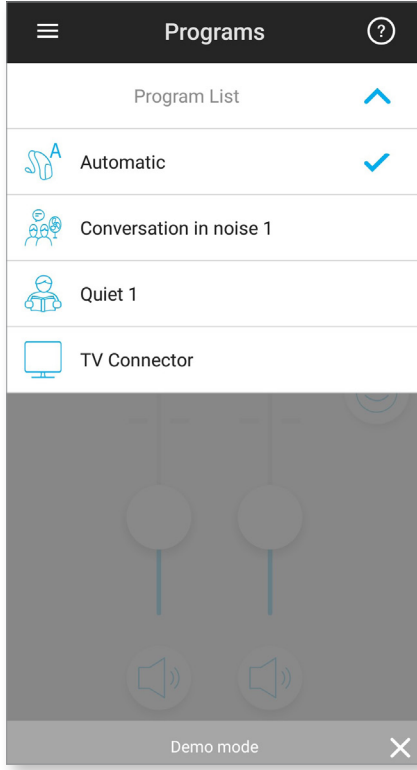 Programs
?
Program List
A
Automatic
Conversation in noise 1
Quiet 1
TV Connector
Demo mode